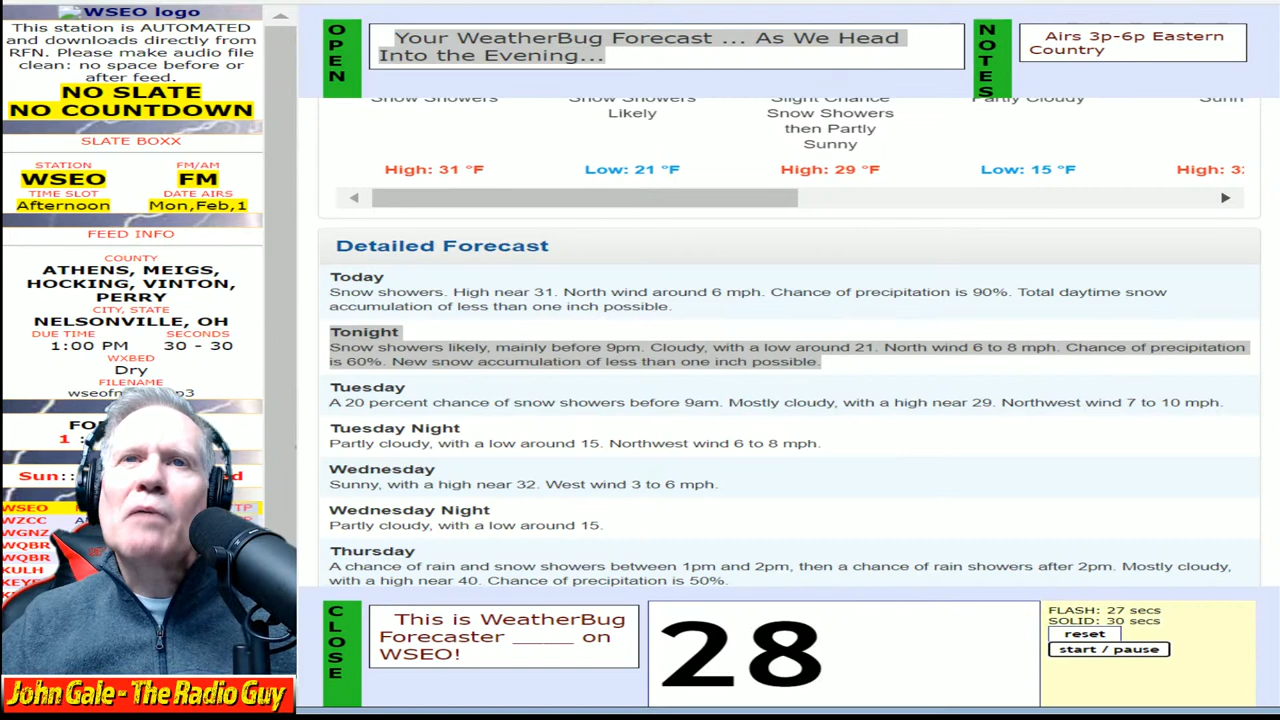 WSEO logo
This station is AUTOMATED
and downloads directly from
RFN. Please make audio file
clean: no space before or
after feed.
NO SLATE
NO COUNTDOWN
SLATE BOXX
STATION FM/AM
WSEO FM
TIME SLOT DATE AIRS
Afternoon Mon,Feb,1
FEED INFO
COUNTY
ATHENS, MEIGS,
HOCKING, VINTON,
PERRY
CITY, STATE
NELSONVILLE, OH
DUE TIME SECONDS
1:00 PM 30 - 30
WXBED
Dry
FILENAME
1 :
Sun::
WSEO TP
WZCC
WGNZ
WQBR
WQBR
KULH
KEYE
John Gale - The Radio Guy
OPEN
Your WeatherBug Forecast ... As We Head
Into the Evening...
NOTES
Airs 3p-6p Eastern
Country
Snow Showers Snow Showers Slight Chance Partly Cloudy
Likely Snow Showers
then Partly
Sunny
High: 31 °F Low: 21 °F High: 29 °F Low: 15 °F High:
Detailed Forecast
Today
Snow showers. High near 31. North wind around 6 mph. Chance of precipitation is 90%. Total daytime snow
accumulation of less than one inch possible.
Tonight
Snow showers likely, mainly before 9pm. Cloudy, with a low around 21. North wind 6 to 8 mph. Chance of precipitation
is 60%. New snow accumulation of less than one inch possible.
Tuesday
A 20 percent chance of snow showers before 9am. Mostly cloudy, with a high near 29. Northwest wind 7 to 10 mph.
Tuesday Night
Partly cloudy, with a low around 15. Northwest wind 6 to 8 mph.
Wednesday
Sunny, with a high near 32. West wind 3 to 6 mph.
Wednesday Night
Partly cloudy, with a low around 15.
Thursday
A chance of rain and snow showers between 1pm and 2pm, then a chance of rain showers after 2pm. Mostly cloudy,
with a high near 40. Chance of precipitation is 50%.
CLOSE
This is WeatherBug
Forecaster _____ on
WSEO!
28
FLASH: 27 secs
SOLID: 30 secs
reset
start / pause